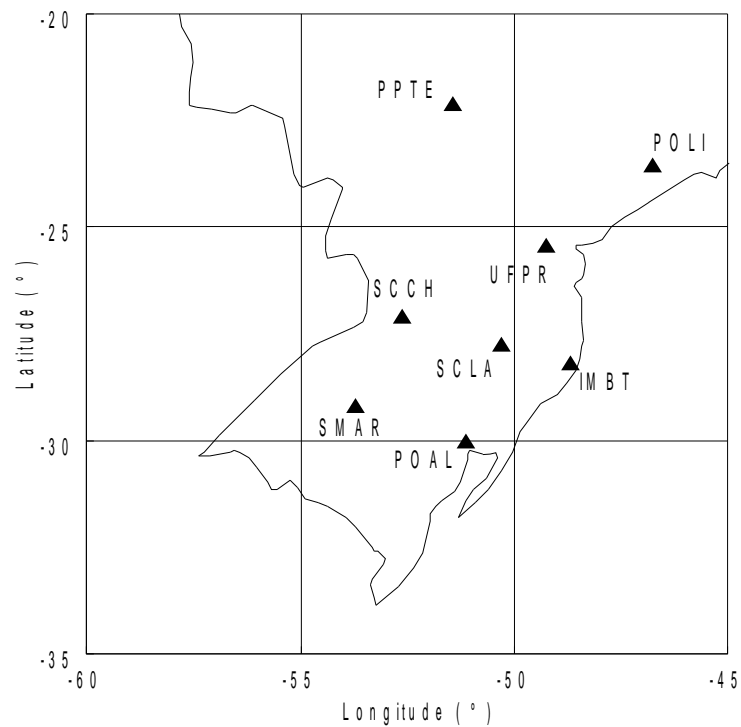 -20
PPTE
POLI
-25
UFPR
SCCH
SCLA
IMBT
SMAR
-30
POAL
-35
-60
-55
-50
-45
Latitude (°)
Longitude (°)